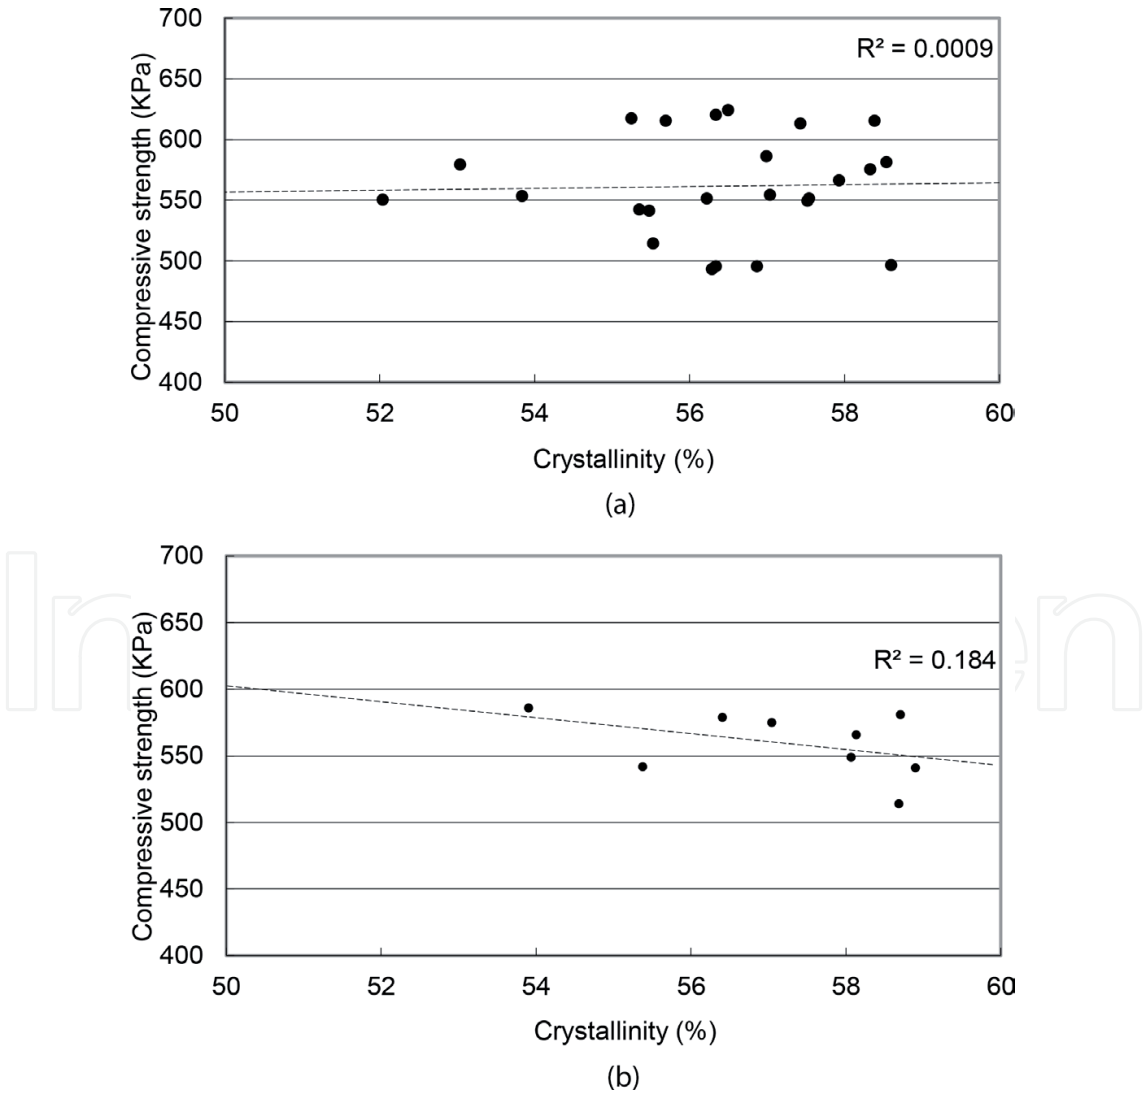 700
R² = 0.0009
650
600
550
500
450
400
Compressive strength (KPa)
50 52 54 56 58 60
Crystallinity (%)
(a)
700
650
R² = 0.184
600
550
500
450
400
Compressive strength (KPa)
50 52 54 56 58 60
Crystallinity (%)
(b)
In en